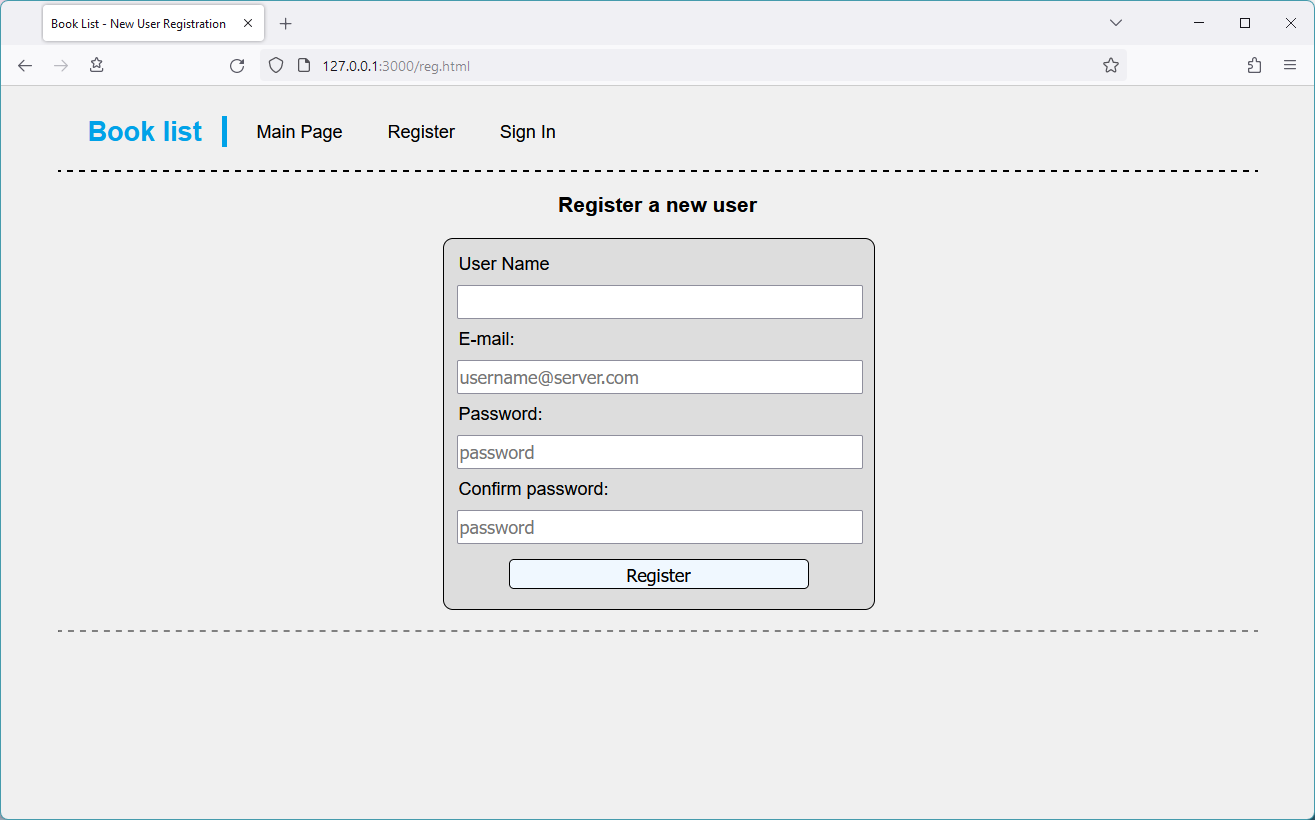 Book List - New User Registration
127.0.0.1:3000/reg.html
Book list Main Page Register Sign In
Register a new user
User Name
E-mail:
username@server.com
Password:
password
Confirm password:
password
Register